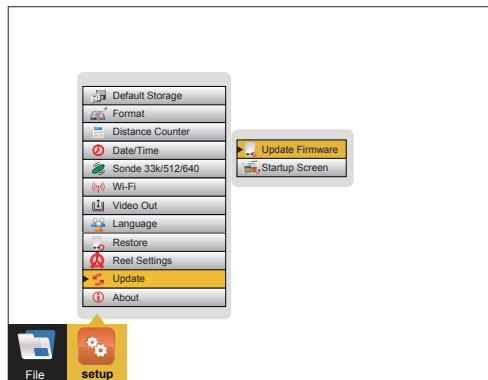 Default Storage
Format
Distance Counter
Date/Time
Sonde 33k/512/640
Wi-Fi
Video Out
Language
Restore
Reel Settings
Update
About
Update Firmware
Startup Screen
File
setup